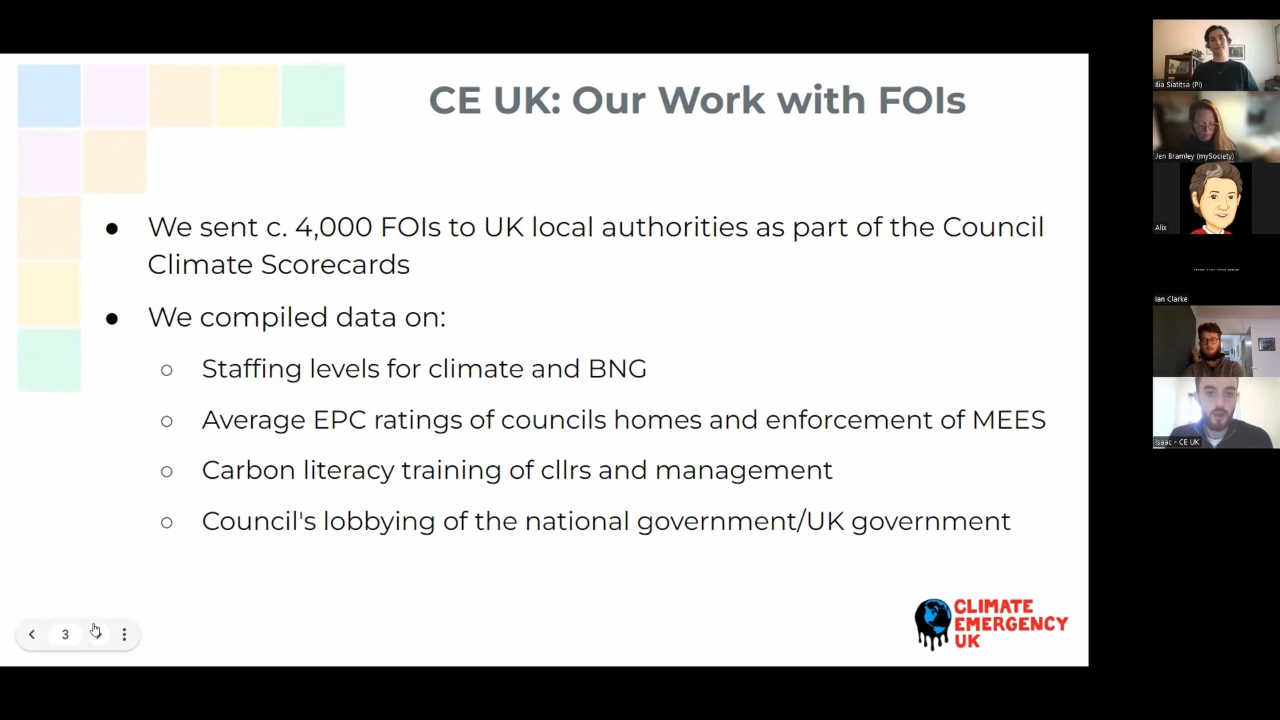 CE UK: Our Work with FOIs
● We sent c. 4,000 FOIs to UK local authorities as part of the Council
Climate Scorecards
● We compiled data on:
○ Staffing levels for climate and BNG
○ Average EPC ratings of councils homes and enforcement of MEES
○ Carbon literacy training of cllrs and management
○ Council's lobbying of the national government/UK government
3
CLIMATE
EMERGENCY
UK
Ilia Siatitsa (PI)
Jen Bramley (mySociety)
Alix
Ian Clarke
Isaac - CE UK